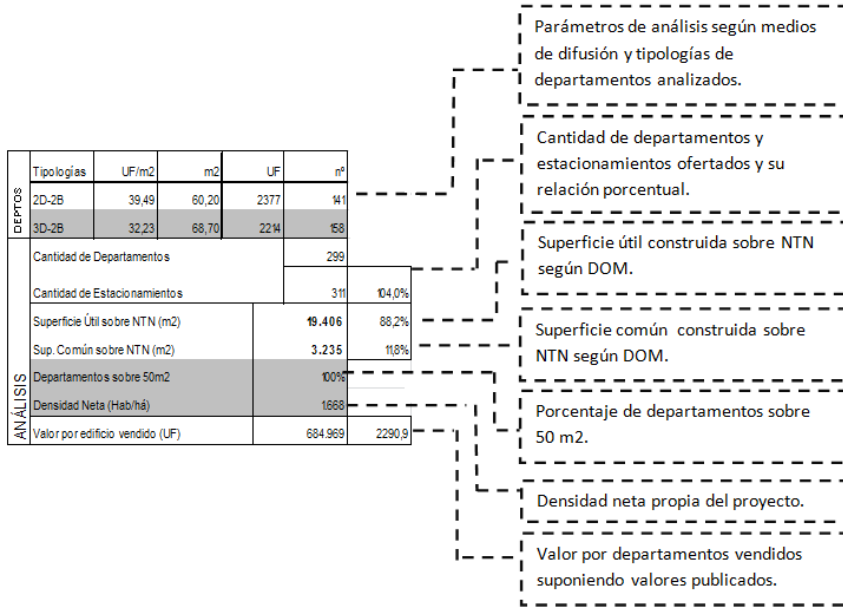 Parámetros de análisis según medios
de difusión y tipologías de
departamentos analizados.
Cantidad de departamentos y
estacionamientos ofertados y su
relación porcentual.
Superficie útil construida sobre NTN
según DOM.
Superficie común construida sobre
NTN según DOM.
Porcentaje de departamentos sobre
50 m2.
Densidad neta propia del proyecto.
Valor por departamentos vendidos
suponiendo valores publicados.
DEPTOS
Tipologías UF/m2 m2 UF nº
2D-2B 39,49 60,20 2377 141
3D-2B 32,23 68,70 2214 158
ANÁLISIS
Cantidad de Departamentos 299
Cantidad de Estacionamientos 311 104,0%
Superficie Útil sobre NTN (m2) 19.406 88,2%
Sup. Común sobre NTN (m2) 3.235 11,8%
Departamentos sobre 50m2 100%
Densidad Neta (Hab/há) 1668
Valor por edificio vendido (UF) 684.969 2290,9